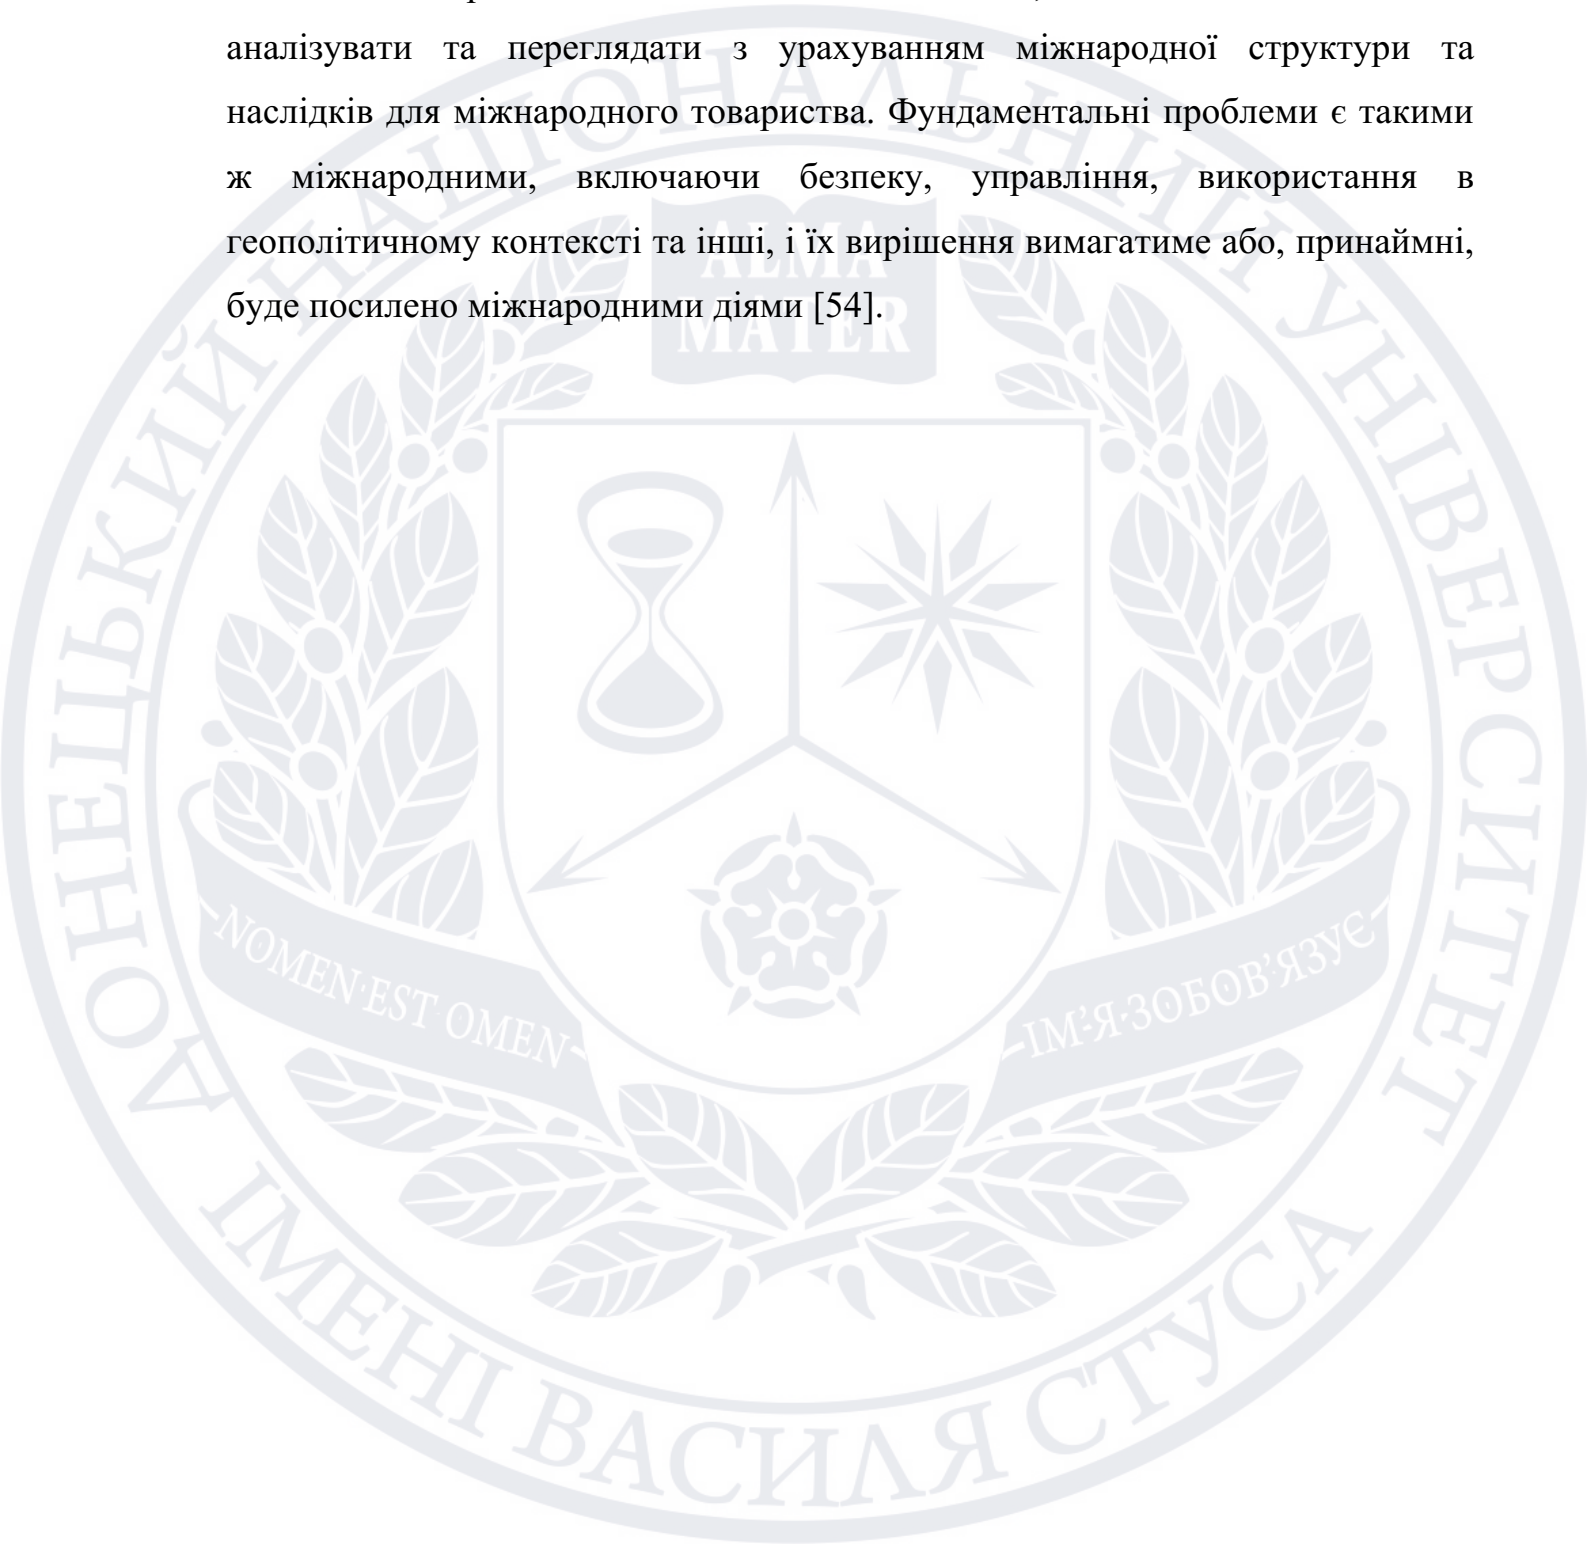 аналізувати та переглядати з урахуванням міжнародної структури та
наслідків для міжнародного товариства. Фундаментальні проблеми є такими
ж міжнародними, включаючи безпеку, управління, використання в
геополітичному контексті та інші, і їх вирішення вимагатиме або, принаймні,
буде посилено міжнародними діями [54].
ДОНЕЦЬКИЙ НАЦІОНАЛЬНИЙ УНІВЕРСИТЕТ
ALMA
MATER
NOMEN·EST·OMEN
ІМ'Я·ЗОБОВ'ЯЗУЄ
ІМЕНІ ВАСИЛЯ СТУСА